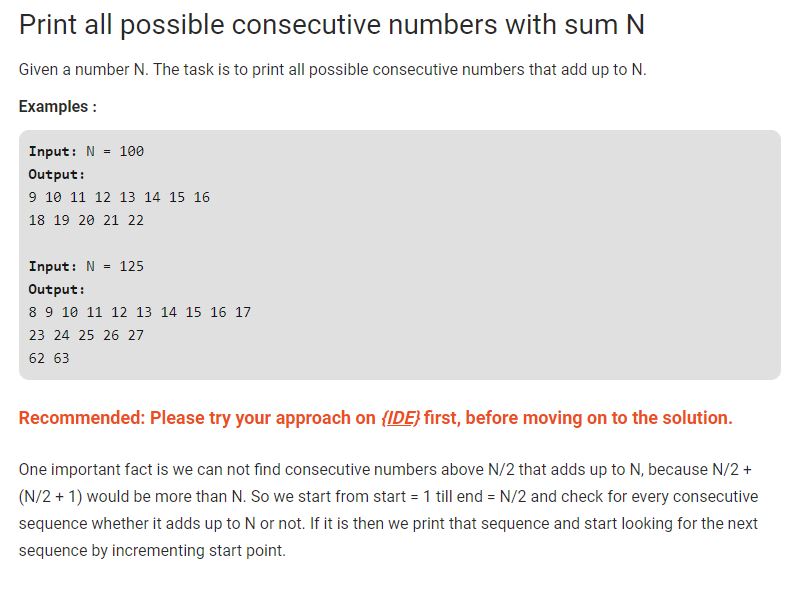 Print all possible consecutive numbers with sum N
Given a number N. The task is to print all possible consecutive numbers that add up to N.
Examples :
Input: N = 100
Output:
9 10 11 12 13 14 15 16
18 19 20 21 22
Input: N = 125
Output:
8 9 10 11 12 13 14 15 16 17
23 24 25 26 27
62 63
Recommended: Please try your approach on {IDE} first, before moving on to the solution.
One important fact is we can not find consecutive numbers above N/2 that adds up to N, because N/2 +
(N/2 + 1) would be more than N. So we start from start = 1 till end = N/2 and check for every consecutive
sequence whether it adds up to N or not. If it is then we print that sequence and start looking for the next
sequence by incrementing start point.